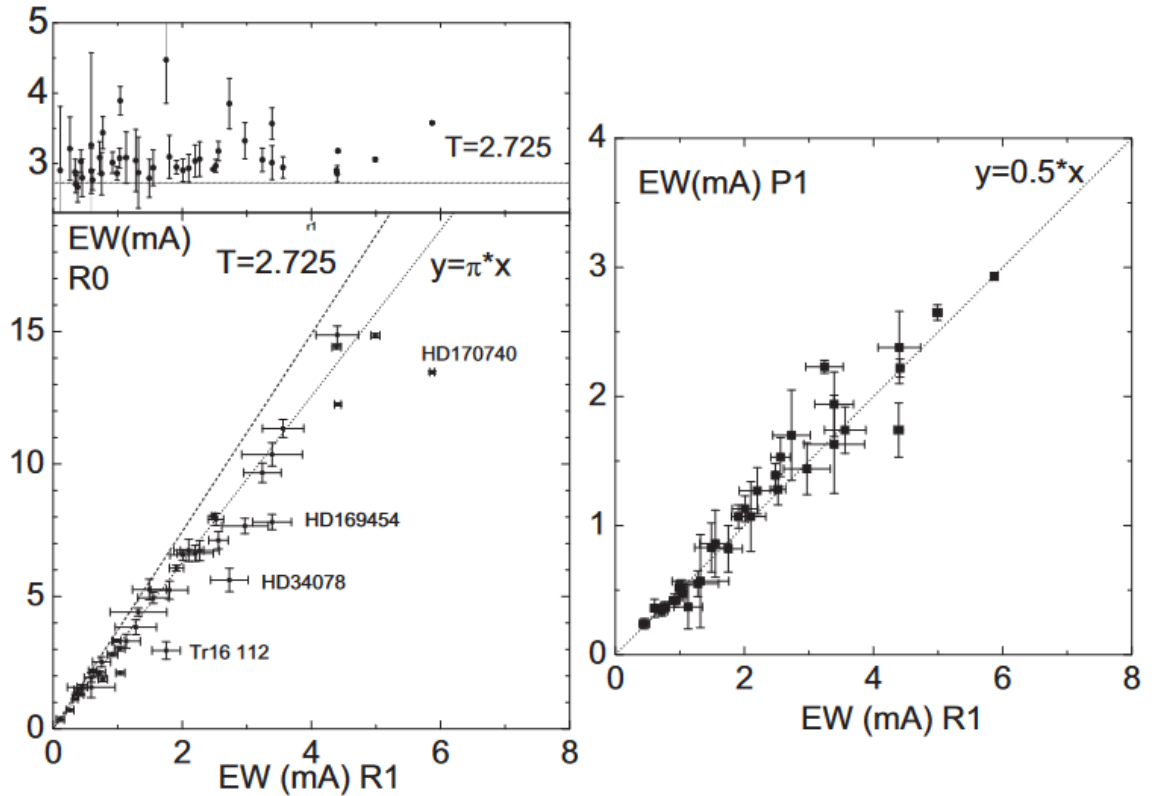 5
4
3
T=2.725
EW(mA)
R0
r1
T=2.725
y=π*x
15
10
5
0
HD170740
HD169454
HD34078
Tr16 112
0 2 4 6 8
EW (mA) R1
4
3
2
1
0
EW(mA) P1
y=0.5*x
0 2 4 6 8
EW (mA) R1